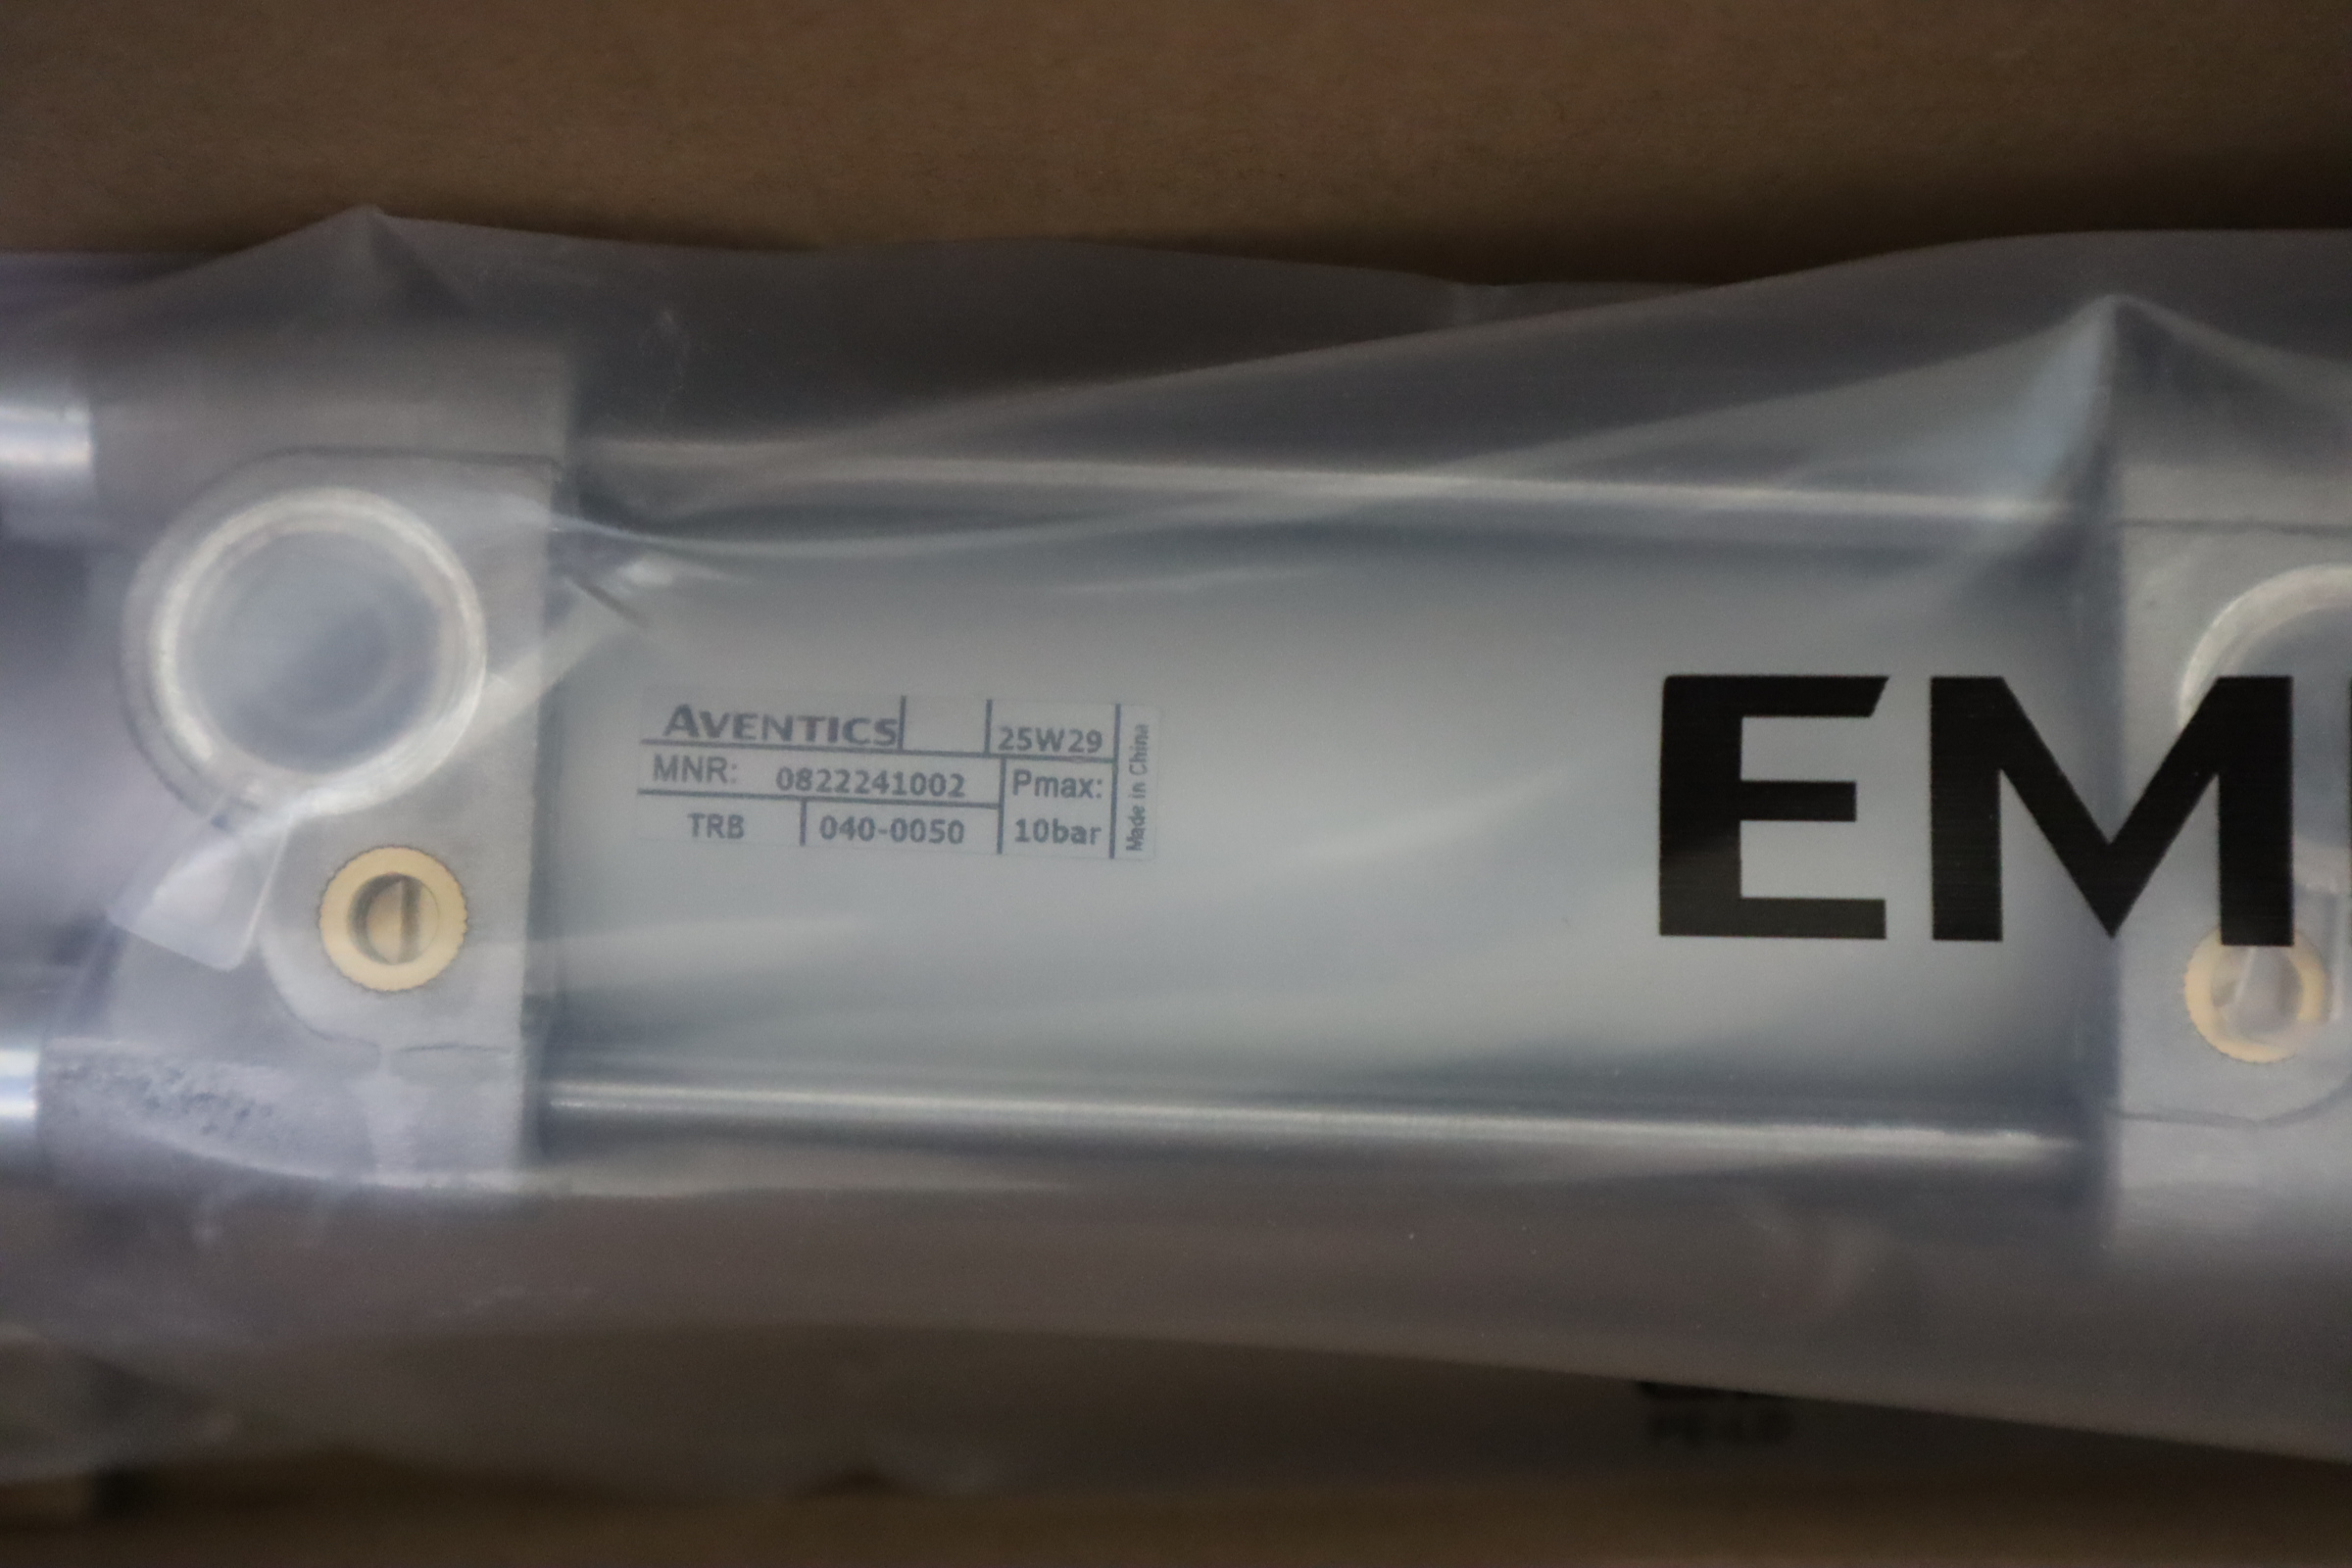 AVENTICS 25W29
MNR: 0822241002 Pmax:
TRB 040-0050 10bar
Made in China
EM